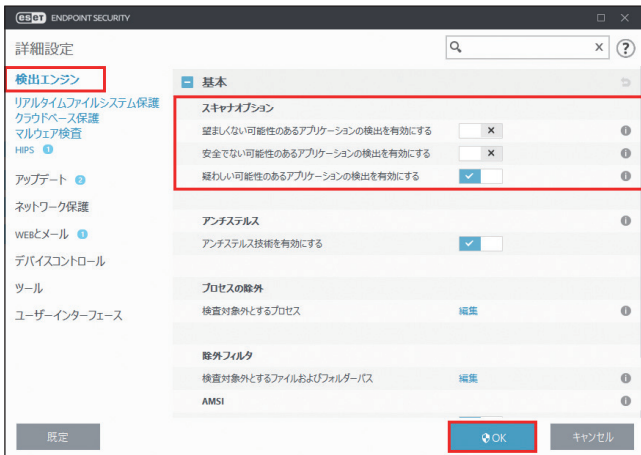 eset ENDPOINT SECURITY
詳細設定
検出エンジン
リアルタイムファイルシステム保護
クラウドベース保護
マルウェア検査
HIPS 1
アップデート 2
ネットワーク保護
WEBとメール 1
デバイスコントロール
ツール
ユーザーインターフェース
基本
スキャナオプション
望ましくない可能性のあるアプリケーションの検出を有効にする
安全でない可能性のあるアプリケーションの検出を有効にする
疑わしい可能性のあるアプリケーションの検出を有効にする
アンチステルス
アンチステルス技術を有効にする
プロセスの除外
検査対象外とするプロセス 編集
除外フィルタ
検査対象外とするファイルおよびフォルダーパス 編集
AMSI
既定
OK
キャンセル